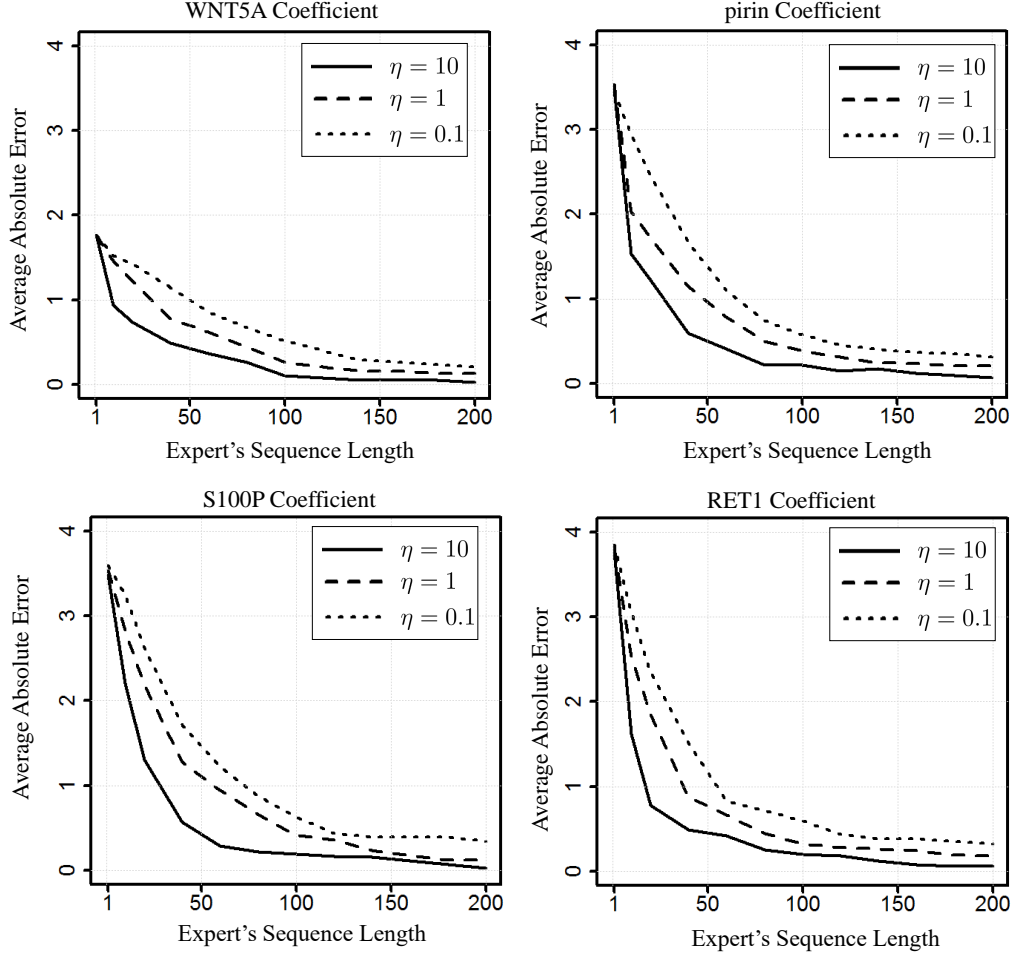 WNT5A Coefficient
Average Absolute Error
4
3
2
1
0
η = 10
η = 1
η = 0.1
1 50 100 150 200
Expert's Sequence Length
pirin Coefficient
Average Absolute Error
4
3
2
1
0
η = 10
η = 1
η = 0.1
1 50 100 150 200
Expert's Sequence Length
S100P Coefficient
Average Absolute Error
4
3
2
1
0
η = 10
η = 1
η = 0.1
1 50 100 150 200
Expert's Sequence Length
RET1 Coefficient
Average Absolute Error
4
3
2
1
0
η = 10
η = 1
η = 0.1
1 50 100 150 200
Expert's Sequence Length